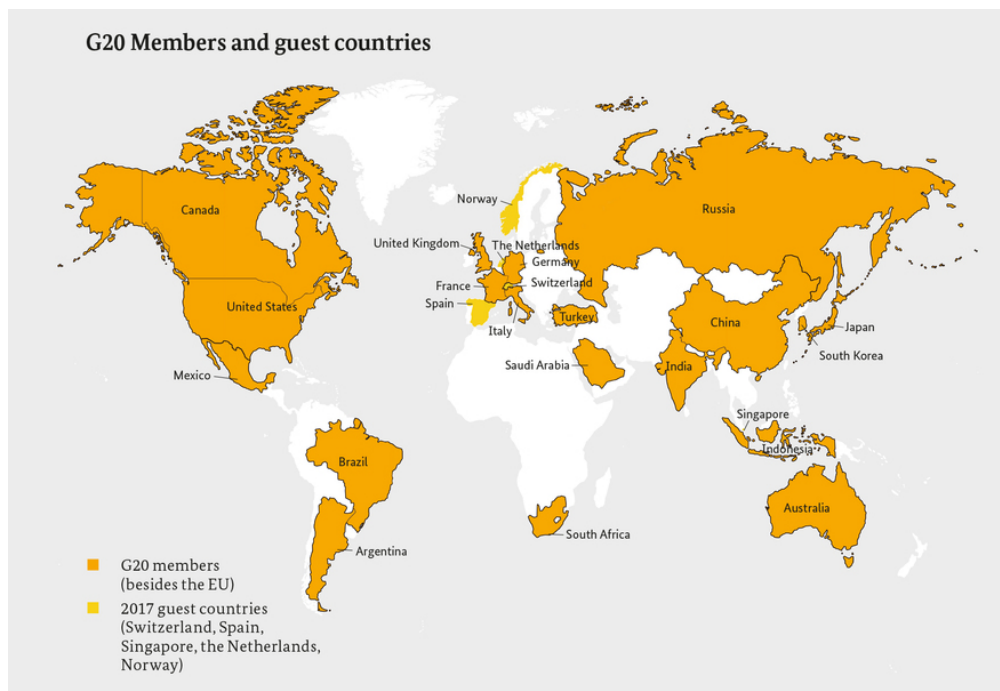 G20 Members and guest countries
Canada
Norway
Russia
United Kingdom
The Netherlands
Germany
France
Switzerland
Spain
United States
Turkey
China
Italy
Japan
South Korea
Saudi Arabia
India
Mexico
Singapore
Indonesia
Brazil
Australia
South Africa
Argentina
G20 members
(besides the EU)
2017 guest countries
(Switzerland, Spain,
Singapore, the Netherlands,
Norway)